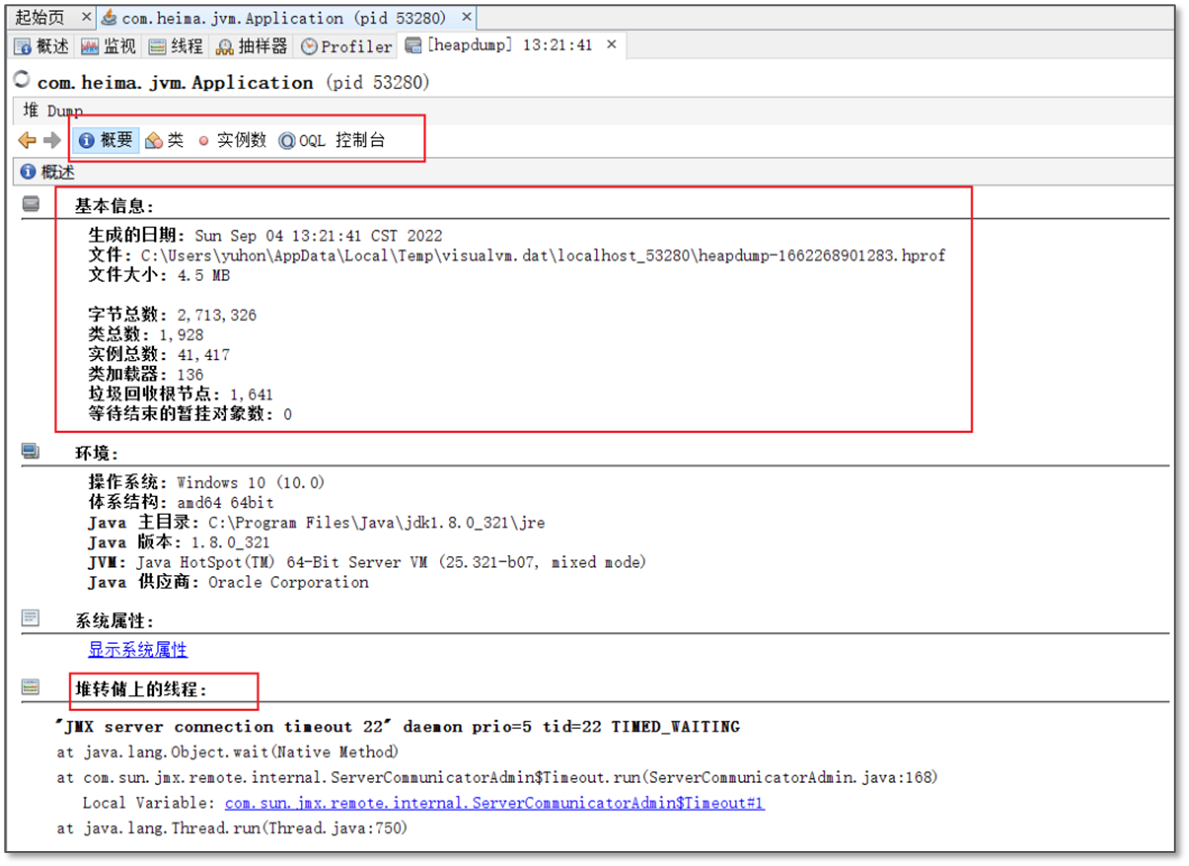 起始页 × com.heima.jvm.Application (pid 53280) ×
概述 监视 线程 抽样器 Profiler [heapdump] 13:21:41 ×
com.heima.jvm.Application (pid 53280)
堆 Dump
概要 类 实例数 OQL 控制台
概述
基本信息:
生成的日期: Sun Sep 04 13:21:41 CST 2022
文件: C:\Users\yuhon\AppData\Local\Temp\visualvm.dat\localhost_53280\heapdump-1662268901283.hprof
文件大小: 4.5 MB
字节总数: 2,713,326
类总数: 1,928
实例总数: 41,417
类加载器: 136
垃圾回收根节点: 1,641
等待结束的暂挂对象数: 0
环境:
操作系统: Windows 10 (10.0)
体系结构: amd64 64bit
Java 主目录: C:\Program Files\Java\jdk1.8.0_321\jre
Java 版本: 1.8.0_321
JVM: Java HotSpot(TM) 64-Bit Server VM (25.321-b07, mixed mode)
Java 供应商: Oracle Corporation
系统属性:
显示系统属性
堆转储上的线程:
"JMX server connection timeout 22" daemon prio=5 tid=22 TIMED_WAITING
at java.lang.Object.wait(Native Method)
at com.sun.jmx.remote.internal.ServerCommunicatorAdmin$Timeout.run(ServerCommunicatorAdmin.java:168)
Local Variable: com.sun.jmx.remote.internal.ServerCommunicatorAdmin$Timeout#1
at java.lang.Thread.run(Thread.java:750)